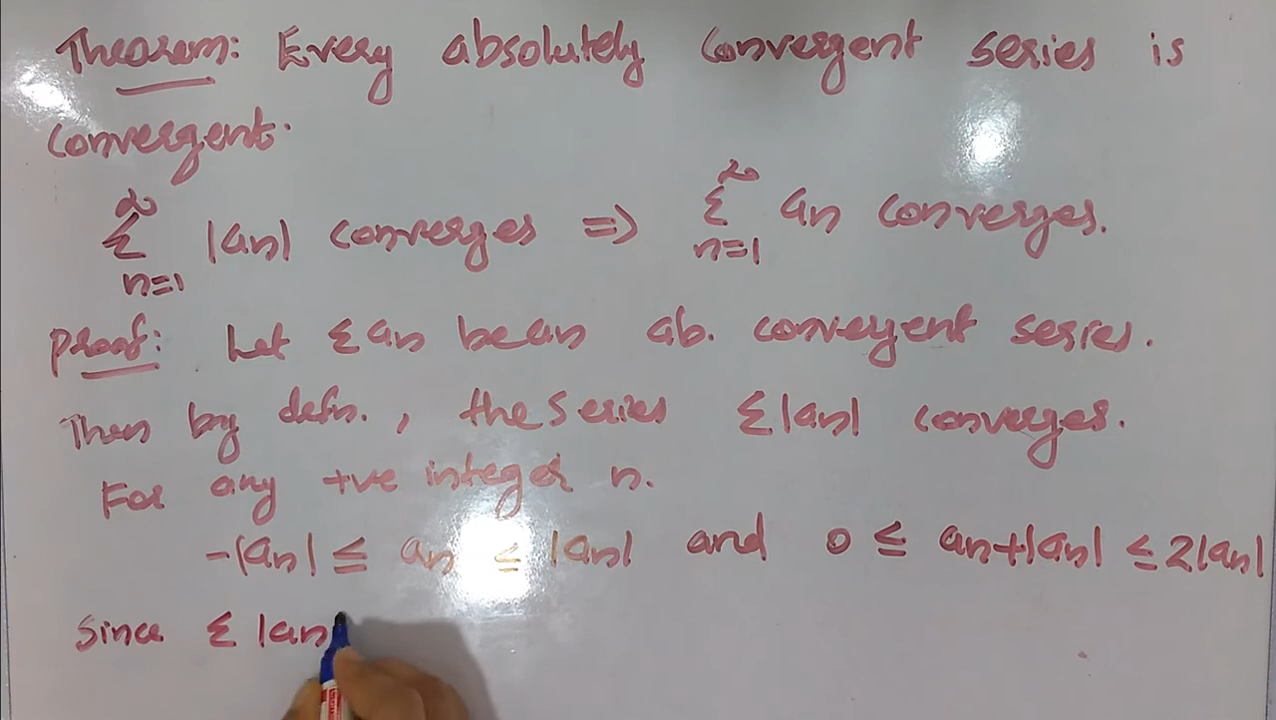 Theorem: Every absolutely convergent series is
convergent.
∞ ∑ n=1 |an| converges => ∞ ∑ n=1 an converges.
Proof: Let ∑an be an ab. convergent series.
Then by defn., the series ∑|an| converges.
For any +ve integer n.
-|an| ≤ an ≤ |an| and 0 ≤ an+|an| ≤ 2|an|
Since ∑ |an